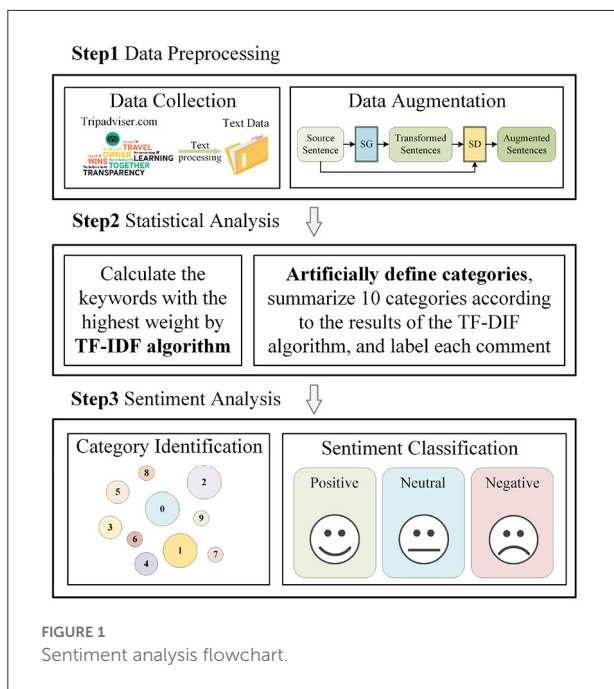 Step1 Data Preprocessing
Data Collection
Tripadviser.com
TRAVEL
OWNER
WINS
LEARNING
TOGETHER
TRANSPARENCY
Text
processing
Text Data
Data Augmentation
Source
Sentence
SG
Transformed
Sentences
SD
Augmented
Sentences
Step2 Statistical Analysis
Calculate the
keywords with the
highest weight by
TF-IDF algorithm
Artificially define categories,
summarize 10 categories according
to the results of the TF-DIF
algorithm, and label each comment
Step3 Sentiment Analysis
Category Identification
8
2
5
0
9
3
6
1
7
4
Sentiment Classification
Positive
Neutral
Negative
FIGURE 1
Sentiment analysis flowchart.